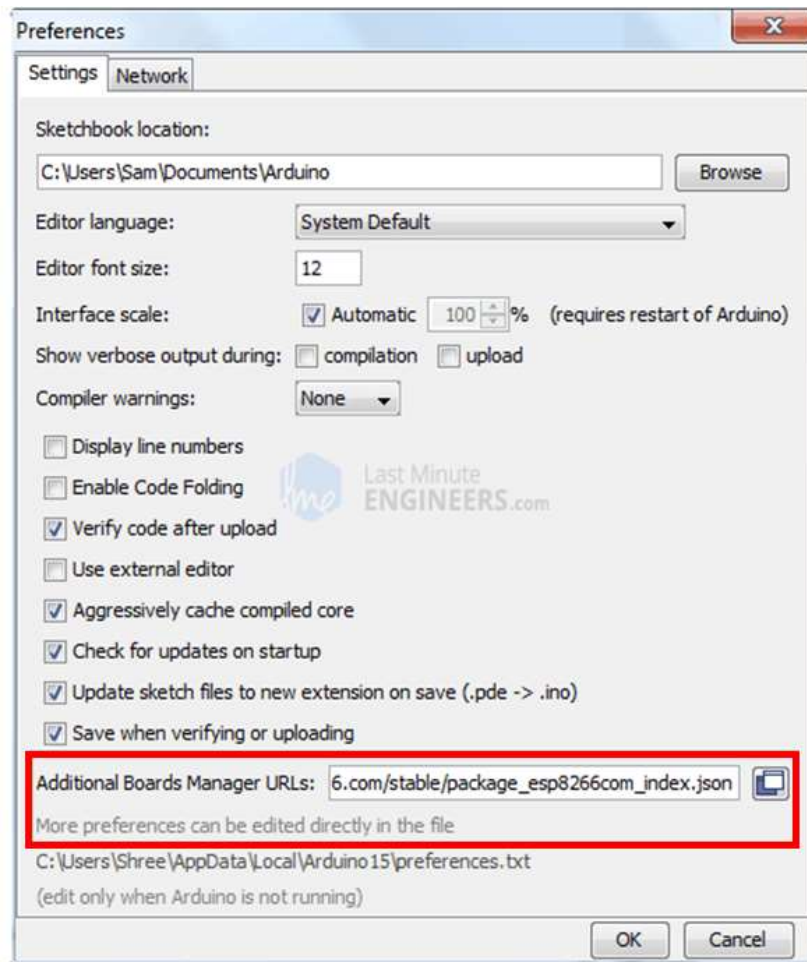 Preferences
Settings Network
Sketchbook location:
C:\Users\Sam\Documents\Arduino Browse
Editor language: System Default
Editor font size: 12
Interface scale: Automatic 100 % (requires restart of Arduino)
Show verbose output during: compilation upload
Compiler warnings: None
Display line numbers
Enable Code Folding
lme Last Minute
ENGINEERS.com
Verify code after upload
Use external editor
Aggressively cache compiled core
Check for updates on startup
Update sketch files to new extension on save (.pde -> .ino)
Save when verifying or uploading
Additional Boards Manager URLs: 6.com/stable/package_esp8266com_index.json
More preferences can be edited directly in the file
C:\Users\Shree\AppData\Local\Arduino15\preferences.txt
(edit only when Arduino is not running)
OK Cancel